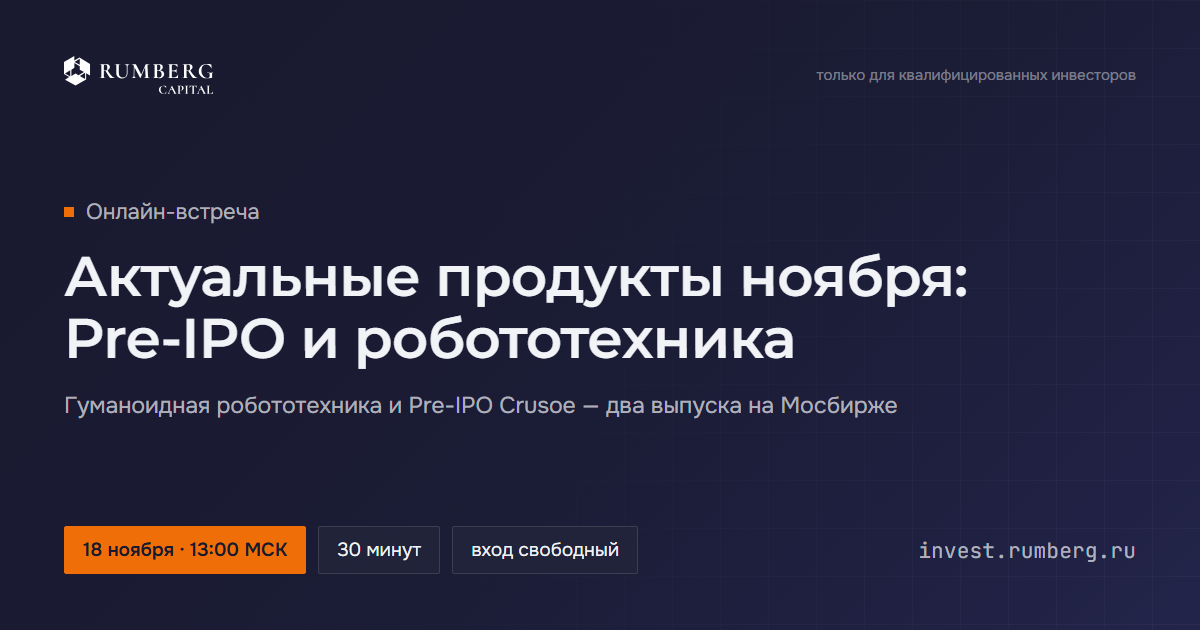 RUMBERG
CAPITAL
только для квалифицированных инвесторов
Онлайн-встреча
Актуальные продукты ноября:
Pre-IPO и робототехника
Гуманоидная робототехника и Pre-IPO Crusoe — два выпуска на Мосбирже
18 ноября · 13:00 МСК
30 минут
вход свободный
invest.rumberg.ru